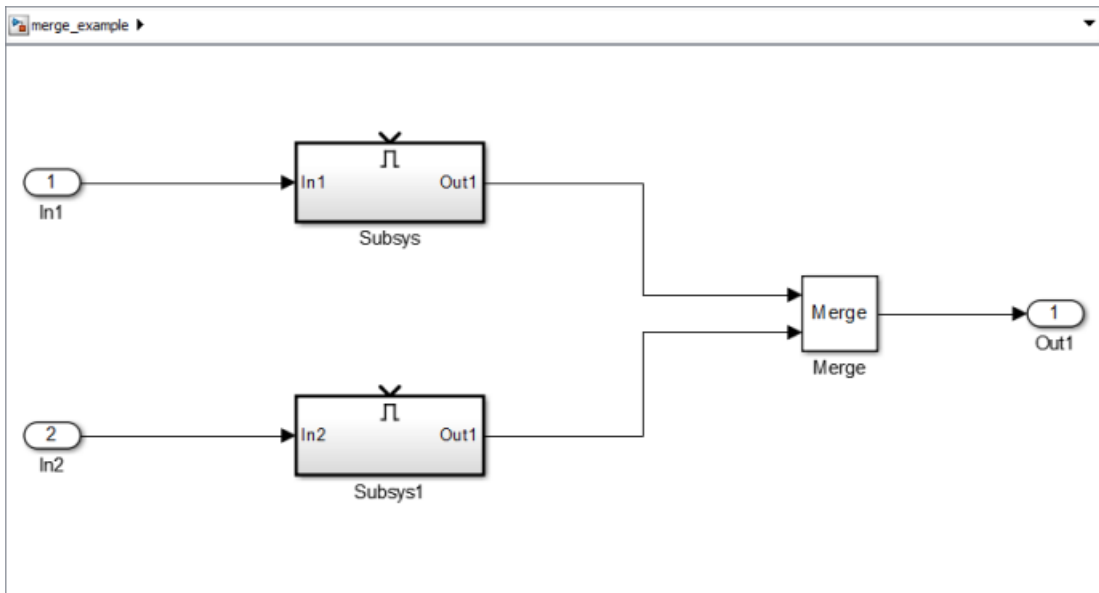 merge_example
1
In1 Out1
In1
Subsys
Merge
1
Merge
Out1
2
In2 Out1
In2
Subsys1